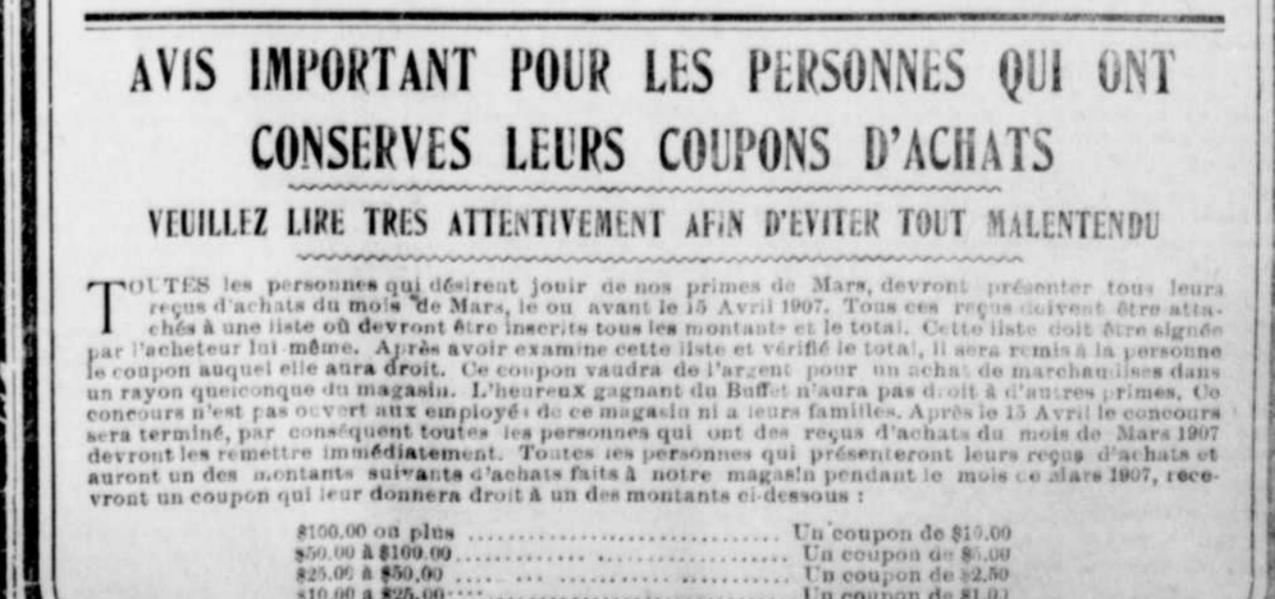 AVIS IMPORTANT POUR LES PERSONNES QUI ONT
CONSERVES LEURS COUPONS D'ACHATS
VEUILLEZ LIRE TRES ATTENTIVEMENT AFIN D'EVITER TOUT MALENTENDU
TOUTES les personnes qui désirent jouir de nos primes de Mars, devront présenter tous leurs
reçus d'achats du mois de Mars, le ou avant le 15 Avril 1907. Tous ces reçus doivent être atta-
chés à une liste où devront être inscrits tous les montants et le total. Cette liste doit être signée
par l'acheteur lui même. Après avoir examine cette liste et vérifié le total, il sera remis à la personne
le coupon auquel elle aura droit. Ce coupon vaudra de l'argent pour un achat de marchandises dans
un rayon quelconque du magasin. L'heureux gagnant du Buffet n'aura pas droit à d'autres primes. Ce
concours n'est pas ouvert aux employés de ce magasin ni a leurs familles. Après le 15 Avril le concours
sera terminé, par conséquent toutes les personnes qui ont des reçus d'achats du mois de Mars 1907
devront les remettre immédiatement. Toutes les personnes qui présenteront leurs reçus d'achats et
auront un des montants suivants d'achats faits à notre magasin pendant le mois de Mars 1907, rece-
vront un coupon qui leur donnera droit à un des montants ci-dessous :
$100.00 ou plus ............................ Un coupon de $10.00
$50.00 à $100.00............................ Un coupon de $5.00
$25.00 à $50.00 ............................ Un coupon de $2.50
$10.00 a $25.00............................ Un coupon de $1.00